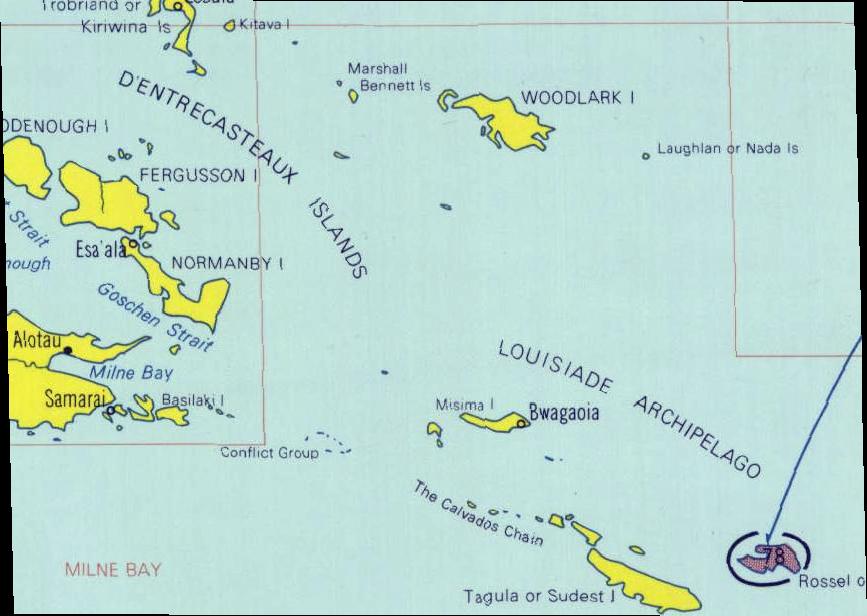 Trobriand or
Losuia
Kiriwina Is
Kitava I
Marshall
Bennett Is
D'ENTRECASTEAUX ISLANDS
WOODLARK I
ODENOUGH I
Laughlan or Nada Is
FERGUSSON I
Strait
Esa'ala
nough
NORMANBY I
Goschen Strait
Alotau
Milne Bay
LOUISIADE ARCHIPELAGO
Samarai
Basilaki I
Misima I
Bwagaoia
Conflict Group
The Calvados Chain
78
MILNE BAY
Rossel o
Tagula or Sudest I